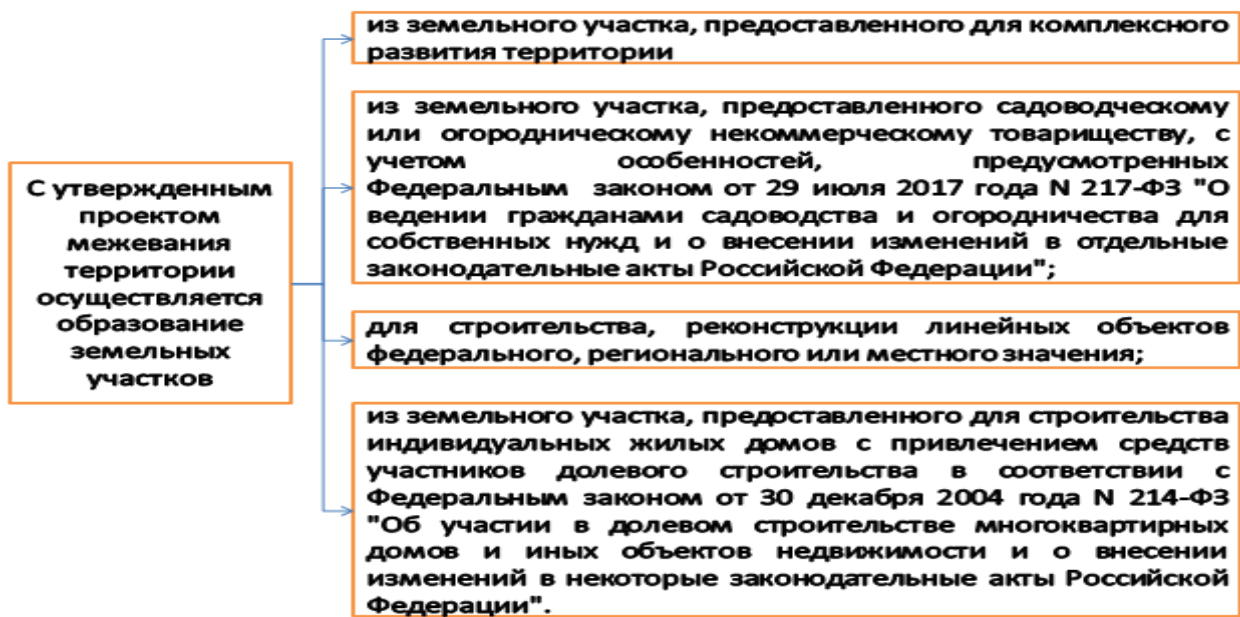 С утвержденным
проектом
межевания
территории
осуществляется
образование
земельных
участков
из земельного участка, предоставленного для комплексного
развития территории
из земельного участка, предоставленного садоводческому
или огородническому некоммерческому товариществу, с
учетом особенностей, предусмотренных
Федеральным законом от 29 июля 2017 года N 217-ФЗ "О
ведении гражданами садоводства и огородничества для
собственных нужд и о внесении изменений в отдельные
законодательные акты Российской Федерации";
для строительства, реконструкции линейных объектов
федерального, регионального или местного значения;
из земельного участка, предоставленного для строительства
индивидуальных жилых домов с привлечением средств
участников долевого строительства в соответствии с
Федеральным законом от 30 декабря 2004 года N 214-ФЗ
"Об участии в долевом строительстве многоквартирных
домов и иных объектов недвижимости и о внесении
изменений в некоторые законодательные акты Российской
Федерации".